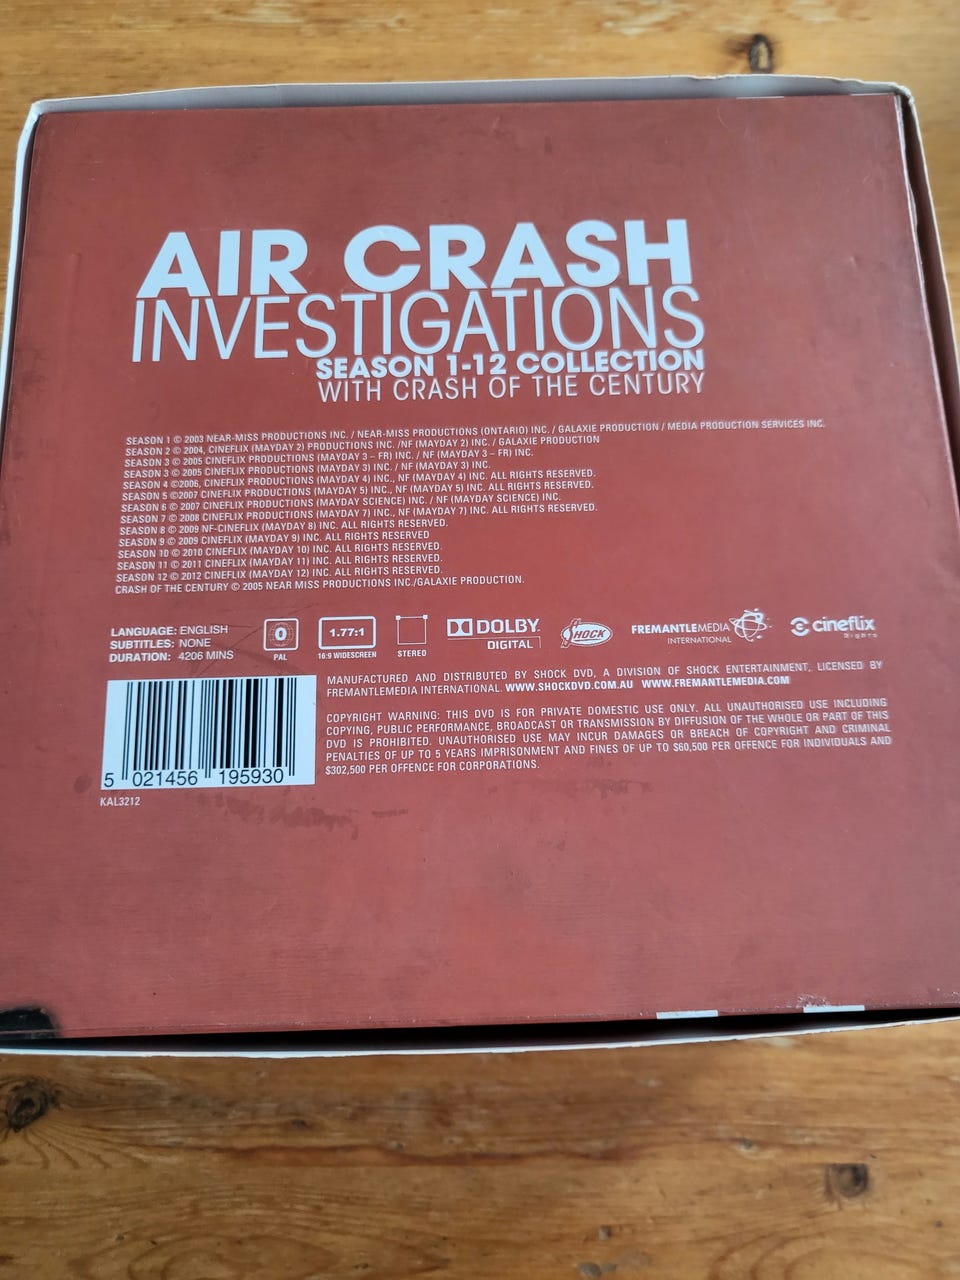 AIR CRASH
INVESTIGATIONS
SEASON 1-12 COLLECTION
WITH CRASH OF THE CENTURY
SEASON 1 © 2003 NEAR-MISS PRODUCTIONS INC. / NEAR-MISS PRODUCTIONS (ONTARIO) INC. / GALAXIE PRODUCTION / MEDIA PRODUCTION SERVICES INC.
SEASON 2 © 2004, CINEFLIX (MAYDAY 2) PRODUCTIONS INC. /NF (MAYDAY 2) INC. / GALAXIE PRODUCTION
SEASON 3 © 2005 CINEFLIX PRODUCTIONS (MAYDAY 3 – FR) INC. / NF (MAYDAY 3 – FR) INC.
SEASON 3 © 2005 CINEFLIX PRODUCTIONS (MAYDAY 3) INC. / NF (MAYDAY 3) INC.
SEASON 4 ©2006, CINEFLIX PRODUCTIONS (MAYDAY 4) INC., NF (MAYDAY 4) INC. ALL RIGHTS RESERVED.
SEASON 5 ©2007 CINEFLIX PRODUCTIONS (MAYDAY 5) INC., NF (MAYDAY 5) INC. ALL RIGHTS RESERVED.
SEASON 6 © 2007 CINEFLIX PRODUCTIONS (MAYDAY SCIENCE) INC. / NF (MAYDAY SCIENCE) INC.
SEASON 7 © 2008 CINEFLIX PRODUCTIONS (MAYDAY 7) INC., NF (MAYDAY 7) INC. ALL RIGHTS RESERVED.
SEASON 8 © 2009 NF-CINEFLIX (MAYDAY 8) INC. ALL RIGHTS RESERVED.
SEASON 9 © 2009 CINEFLIX (MAYDAY 9) INC. ALL RIGHTS RESERVED
SEASON 10 © 2010 CINEFLIX (MAYDAY 10) INC. ALL RIGHTS RESERVED.
SEASON 11 © 2011 CINEFLIX (MAYDAY 11) INC. ALL RIGHTS RESERVED.
SEASON 12 © 2012 CINEFLIX (MAYDAY 12) INC. ALL RIGHTS RESERVED.
CRASH OF THE CENTURY © 2005 NEAR MISS PRODUCTIONS INC./GALAXIE PRODUCTION.
LANGUAGE: ENGLISH
SUBTITLES: NONE
DURATION: 4206 MINS
0
PAL
1.77:1
16:9 WIDESCREEN
STEREO
DOLBY
DIGITAL
SHOCK
FREMANTLEMEDIA
INTERNATIONAL
cineflix
Rights
MANUFACTURED AND DISTRIBUTED BY SHOCK DVD, A DIVISION OF SHOCK ENTERTAINMENT, LICENSED BY
FREMANTLEMEDIA INTERNATIONAL. WWW.SHOCKDVD.COM.AU WWW.FREMANTLEMEDIA.COM
COPYRIGHT WARNING: THIS DVD IS FOR PRIVATE DOMESTIC USE ONLY. ALL UNAUTHORISED USE INCLUDING
COPYING, PUBLIC PERFORMANCE, BROADCAST OR TRANSMISSION BY DIFFUSION OF THE WHOLE OR PART OF THIS
DVD IS PROHIBITED. UNAUTHORISED USE MAY INCUR DAMAGES OR BREACH OF COPYRIGHT AND CRIMINAL
PENALTIES OF UP TO 5 YEARS IMPRISONMENT AND FINES OF UP TO $60,500 PER OFFENCE FOR INDIVIDUALS AND
$302,500 PER OFFENCE FOR CORPORATIONS.
5 021456 195930
KAL3212